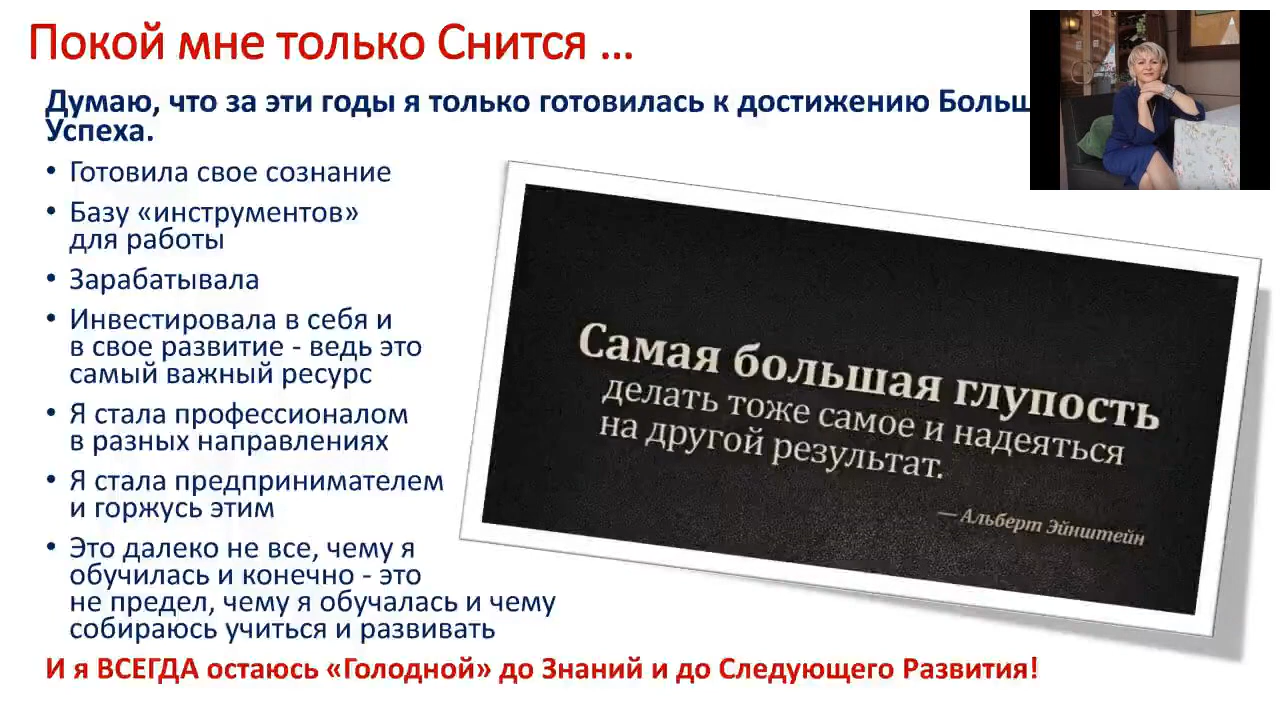 Покой мне только Снится ...
Думаю, что за эти годы я только готовилась к достижению
Успеха.
• Готовила свое сознание
• Базу «инструментов»
для работы
• Зарабатывала
• Инвестировала в себя и
в свое развитие - ведь это
самый важный ресурс
• Я стала профессионалом
в разных направлениях
• Я стала предпринимателем
и горжусь этим
• Это далеко не все, чему я
обучилась и конечно - это
не предел, чему я обучалась и чему
собираюсь учиться и развивать
И я ВСЕГДА остаюсь «Голодной» до Знаний и до Следующего Развития!
Самая большая глупость
делать тоже самое и надеяться
на другой результат.
— Альберт Эйнштейн